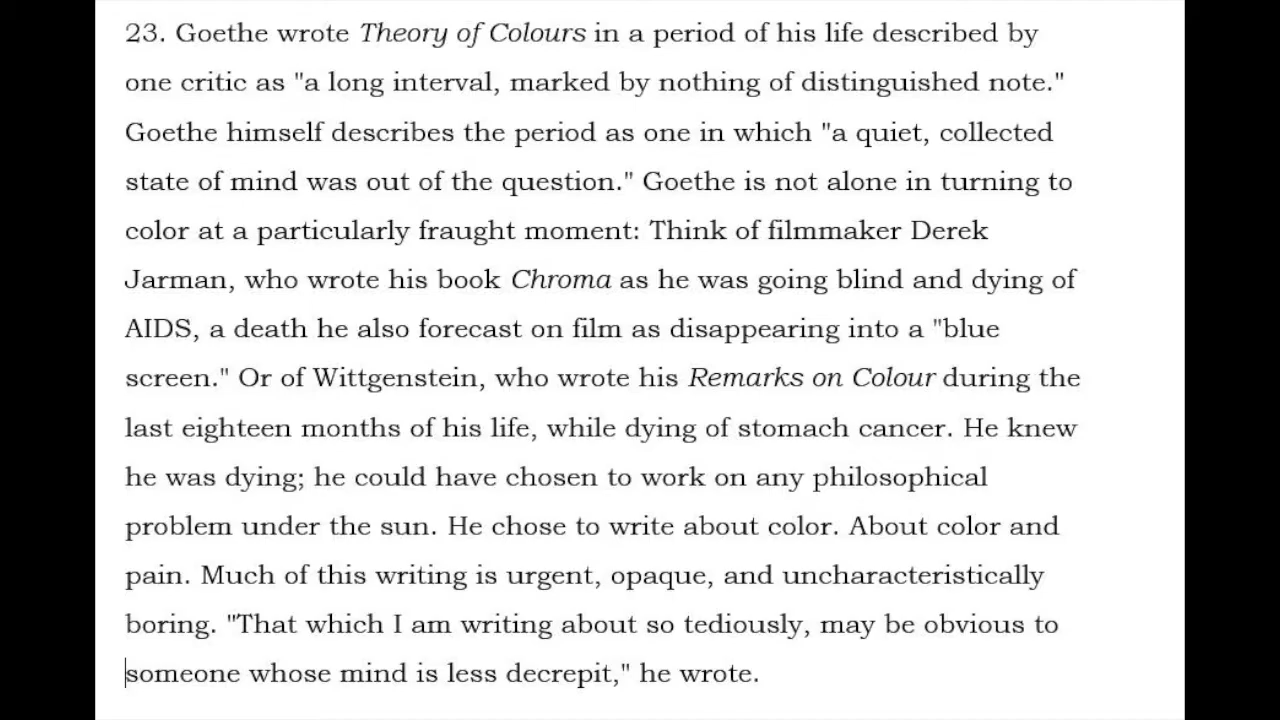 23. Goethe wrote Theory of Colours in a period of his life described by
one critic as "a long interval, marked by nothing of distinguished note."
Goethe himself describes the period as one in which "a quiet, collected
state of mind was out of the question." Goethe is not alone in turning to
color at a particularly fraught moment: Think of filmmaker Derek
Jarman, who wrote his book Chroma as he was going blind and dying of
AIDS, a death he also forecast on film as disappearing into a "blue
screen." Or of Wittgenstein, who wrote his Remarks on Colour during the
last eighteen months of his life, while dying of stomach cancer. He knew
he was dying; he could have chosen to work on any philosophical
problem under the sun. He chose to write about color. About color and
pain. Much of this writing is urgent, opaque, and uncharacteristically
boring. "That which I am writing about so tediously, may be obvious to
someone whose mind is less decrepit," he wrote.